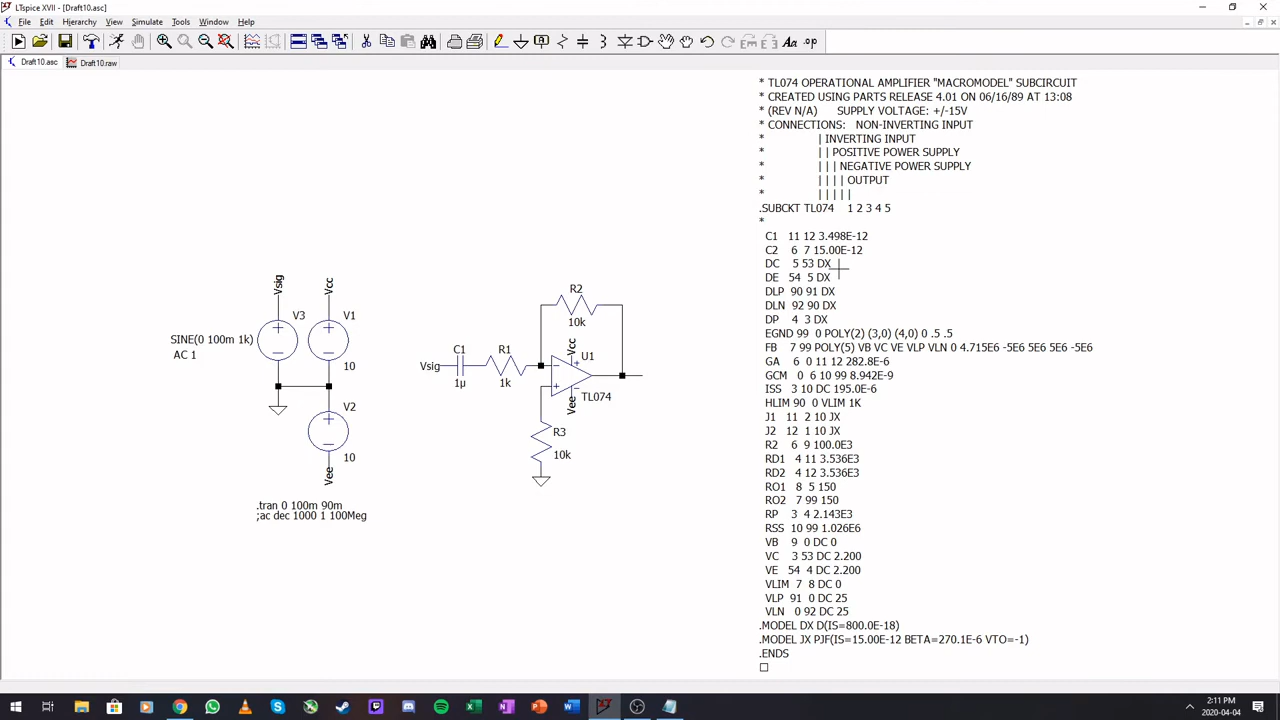 LTspice XVII - [Draft10.asc]
File Edit Hierarchy View Simulate Tools Window Help
Draft10.asc Draft10.raw
* TL074 OPERATIONAL AMPLIFIER "MACROMODEL" SUBCIRCUIT
* CREATED USING PARTS RELEASE 4.01 ON 06/16/89 AT 13:08
* (REV N/A) SUPPLY VOLTAGE: +/-15V
* CONNECTIONS: NON-INVERTING INPUT
* | INVERTING INPUT
* | | POSITIVE POWER SUPPLY
* | | | NEGATIVE POWER SUPPLY
* | | | | OUTPUT
* | | | | |
.SUBCKT TL074 1 2 3 4 5
*
C1 11 12 3.498E-12
C2 6 7 15.00E-12
DC 5 53 DX
DE 54 5 DX
DLP 90 91 DX
DLN 92 90 DX
DP 4 3 DX
EGND 99 0 POLY(2) (3,0) (4,0) 0 .5 .5
FB 7 99 POLY(5) VB VC VE VLP VLN 0 4.715E6 -5E6 5E6 5E6 -5E6
GA 6 0 11 12 282.8E-6
GCM 0 6 10 99 8.942E-9
ISS 3 10 DC 195.0E-6
HLIM 90 0 VLIM 1K
J1 11 2 10 JX
J2 12 1 10 JX
R2 6 9 100.0E3
RD1 4 11 3.536E3
RD2 4 12 3.536E3
RO1 8 5 150
RO2 7 99 150
RP 3 4 2.143E3
RSS 10 99 1.026E6
VB 9 0 DC 0
VC 3 53 DC 2.200
VE 54 4 DC 2.200
VLIM 7 8 DC 0
VLP 91 0 DC 25
VLN 0 92 DC 25
.MODEL DX D(IS=800.0E-18)
.MODEL JX PJF(IS=15.00E-12 BETA=270.1E-6 VTO=-1)
.ENDS
Vsig Vcc
V3 V1
SINE(0 100m 1k)
AC 1
10
V2
10
Vee
.tran 0 100m 90m
;ac dec 1000 1 100Meg
R2
10k
Vcc
C1 R1 U1
Vsig
1µ 1k
TL074
Vee
R3
10k
2:11 PM
2020-04-04